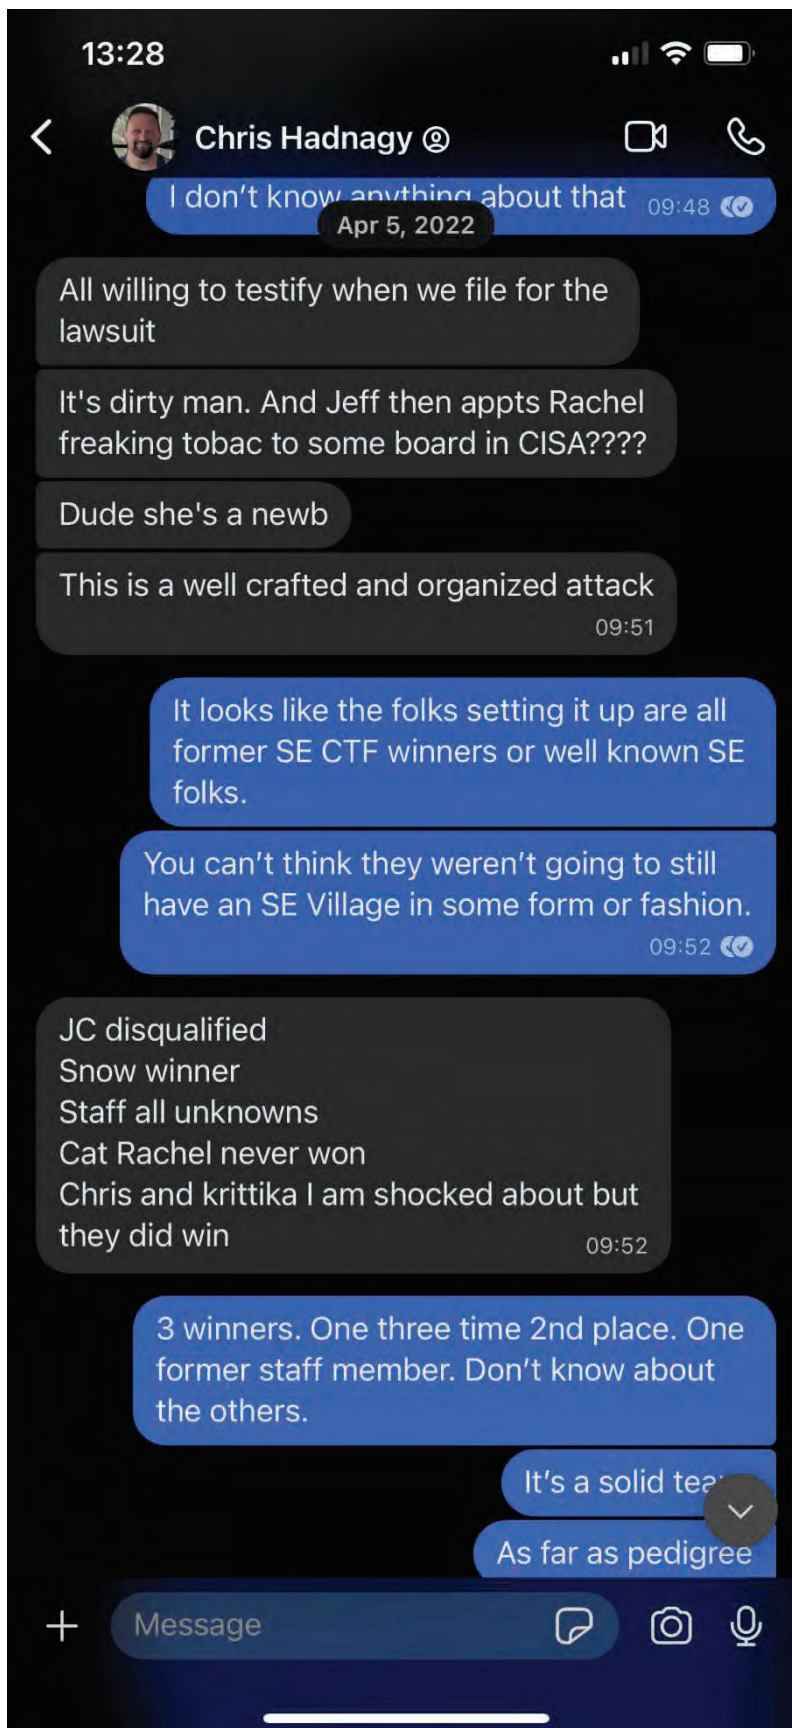 13:28
Chris Hadnagy
I don't know anything about that 09:48
Apr 5, 2022
All willing to testify when we file for the
lawsuit
It's dirty man. And Jeff then appts Rachel
freaking tobac to some board in CISA????
Dude she's a newb
This is a well crafted and organized attack
09:51
It looks like the folks setting it up are all
former SE CTF winners or well known SE
folks.
You can't think they weren't going to still
have an SE Village in some form or fashion.
09:52
JC disqualified
Snow winner
Staff all unknowns
Cat Rachel never won
Chris and krittika I am shocked about but
they did win 09:52
3 winners. One three time 2nd place. One
former staff member. Don't know about
the others.
It's a solid
As far as pedigree
Message